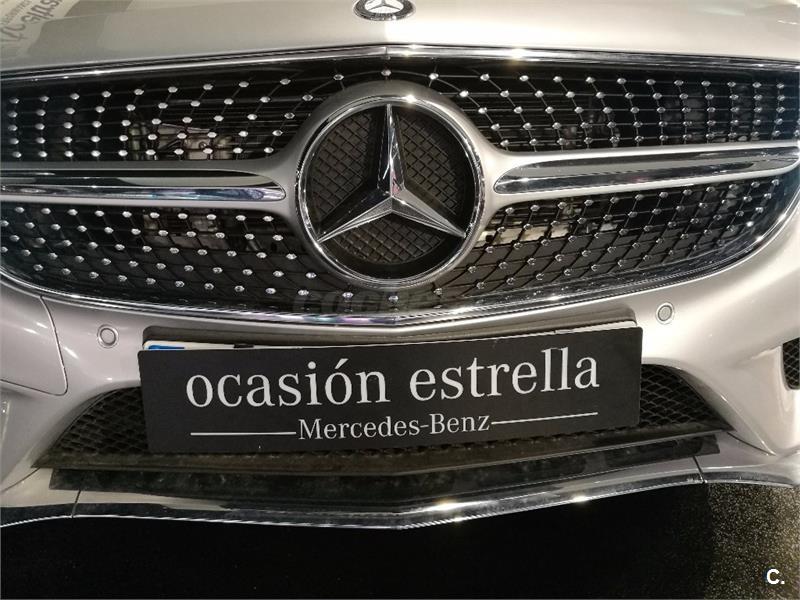 ocasión estrella
Mercedes-Benz
C.